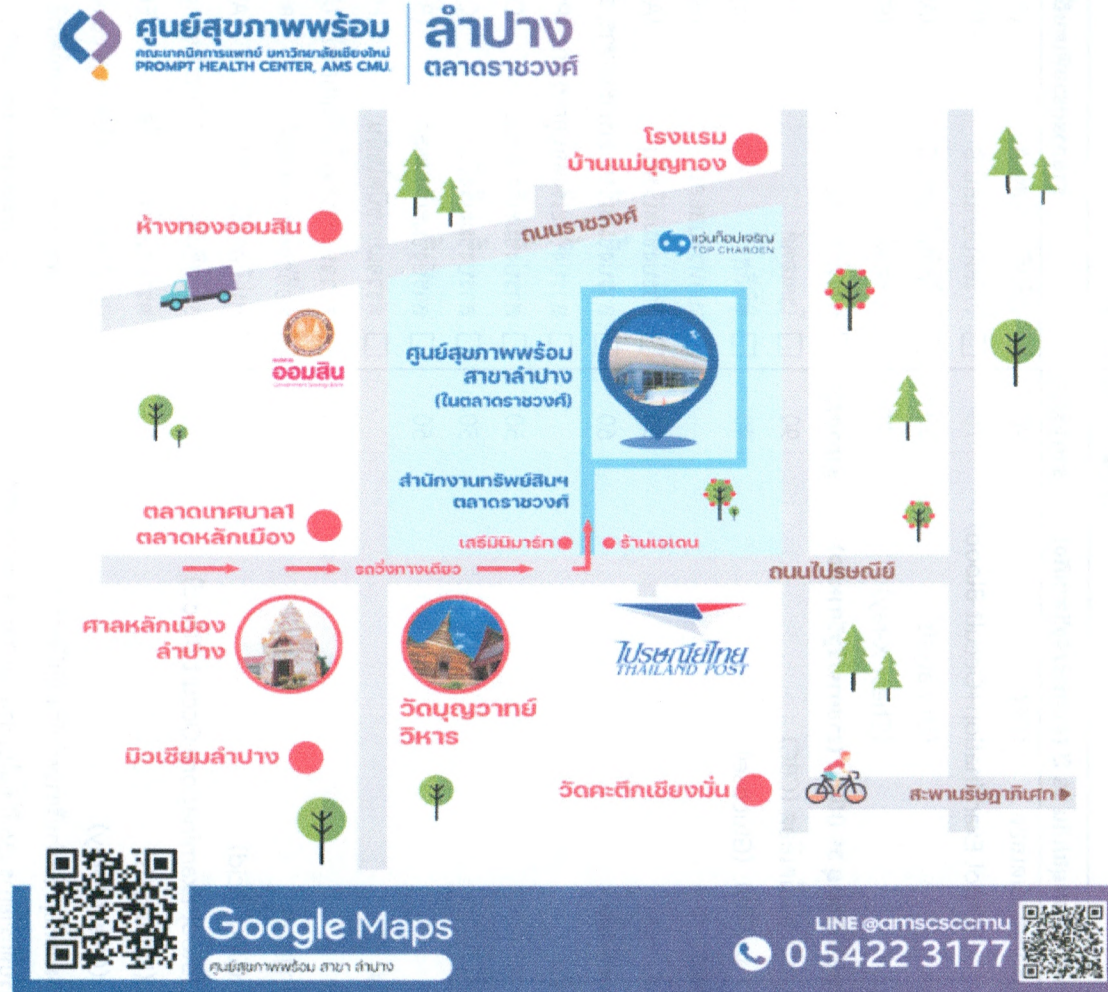 ศูนย์สุขภาพพร้อม
คณะเทคนิคการแพทย์ มหาวิทยาลัยเชียงใหม่
PROMPT HEALTH CENTER, AMS CMU.
ลำปาง
ตลาดราชวงศ์
โรงแรม
บ้านแม่บุญทอง
ห้างทองออมสิน
ถนนราชวงศ์
แว่นท็อปเจริญ
TOP CHAROEN
ธนาคาร
ออมสิน
Government Savings Bank
ศูนย์สุขภาพพร้อม
สาขาลำปาง
(ในตลาดราชวงศ์)
สำนักงานทรัพย์สินฯ
ตลาดราชวงศ์
ตลาดเทศบาล1
ตลาดหลักเมือง
เสรีมินิมาร์ท
ร้านเอเดน
รถวิ่งทางเดียว
ถนนไปรษณีย์
ศาลหลักเมือง
ลำปาง
วัดบุญวาทย์
วิหาร
ไปรษณีย์ไทย
THAILAND POST
มิวเซียมลำปาง
วัดคะตึกเชียงมั่น
สะพานรัษฎาภิเศก
Google Maps
ศูนย์สุขภาพพร้อม สาขา ลำปาง
LINE @amscsccmu
0 5422 3177